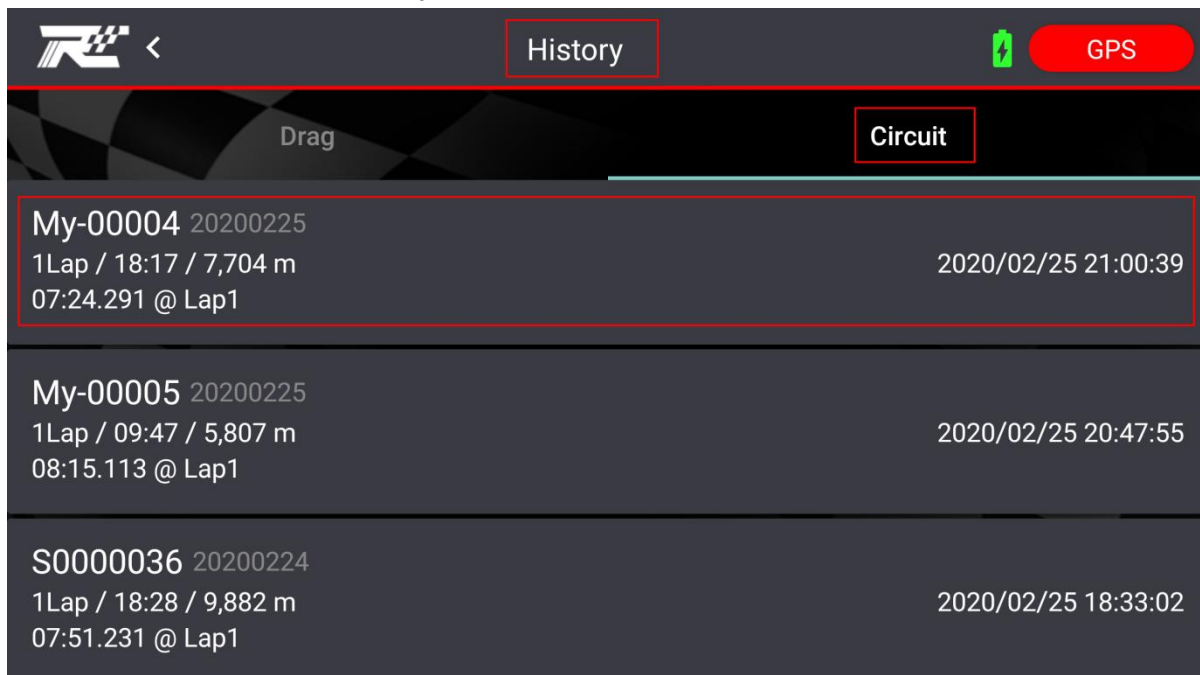 <
History
GPS
Drag
Circuit
My-00004 20200225
1Lap / 18:17 / 7,704 m
2020/02/25 21:00:39
07:24.291 @ Lap1
My-00005 20200225
1Lap / 09:47 / 5,807 m
2020/02/25 20:47:55
08:15.113 @ Lap1
S0000036 20200224
1Lap / 18:28 / 9,882 m
2020/02/25 18:33:02
07:51.231 @ Lap1